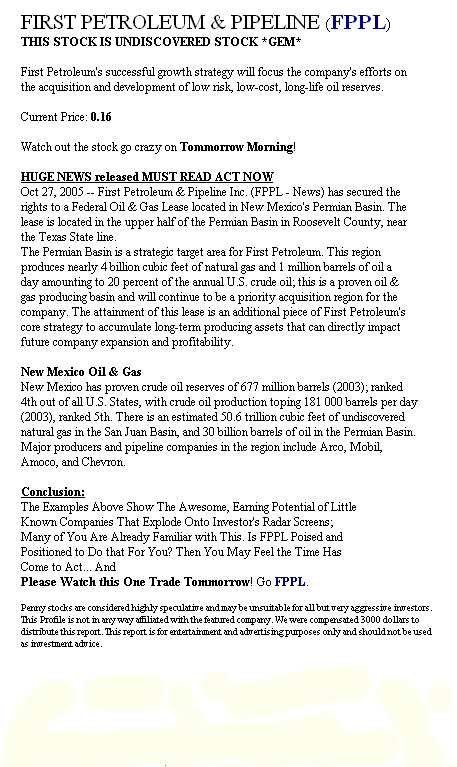 FIRST PETROLEUM & PIPELINE (FPPL)
THIS STOCK IS UNDISCOVERED STOCK *GEM*
First Petroleum's successful growth strategy will focus the company's efforts on
the acquisition and development of low risk, low-cost, long-life oil reserves.
Current Price: 0.16
Watch out the stock go crazy on Tommorrow Morning!
HUGE NEWS released MUST READ ACT NOW
Oct 27, 2005 -- First Petroleum & Pipeline Inc. (FPPL - News) has secured the
rights to a Federal Oil & Gas Lease located in New Mexico's Permian Basin. The
lease is located in the upper half of the Permian Basin in Roosevelt County, near
the Texas State line.
The Permian Basin is a strategic target area for First Petroleum. This region
produces nearly 4 billion cubic feet of natural gas and 1 million barrels of oil a
day amounting to 20 percent of the annual U.S. crude oil; this is a proven oil &
gas producing basin and will continue to be a priority acquisition region for the
company. The attainment of this lease is an additional piece of First Petroleum's
core strategy to accumulate long-term producing assets that can directly impact
future company expansion and profitability.
New Mexico Oil & Gas
New Mexico has proven crude oil reserves of 677 million barrels (2003); ranked
4th out of all U.S. States, with crude oil production toping 181 000 barrels per day
(2003), ranked 5th. There is an estimated 50.6 trillion cubic feet of undiscovered
natural gas in the San Juan Basin, and 30 billion barrels of oil in the Permian Basin.
Major producers and pipeline companies in the region include Arco, Mobil,
Amoco, and Chevron.
Conclusion:
The Examples Above Show The Awesome, Earning Potential of Little
Known Companies That Explode Onto Investor's Radar Screens;
Many of You Are Already Familiar with This. Is FPPL Poised and
Positioned to Do that For You? Then You May Feel the Time Has
Come to Act... And
Please Watch this One Trade Tommorrow! Go FPPL.
Penny stocks are considered highly speculative and may be unsuitable for all but very aggressive investors.
This Profile is not in any way affiliated with the featured company. We were compensated 3000 dollars to
distribute this report. This report is for entertainment and advertising purposes only and should not be used
as investment advice.